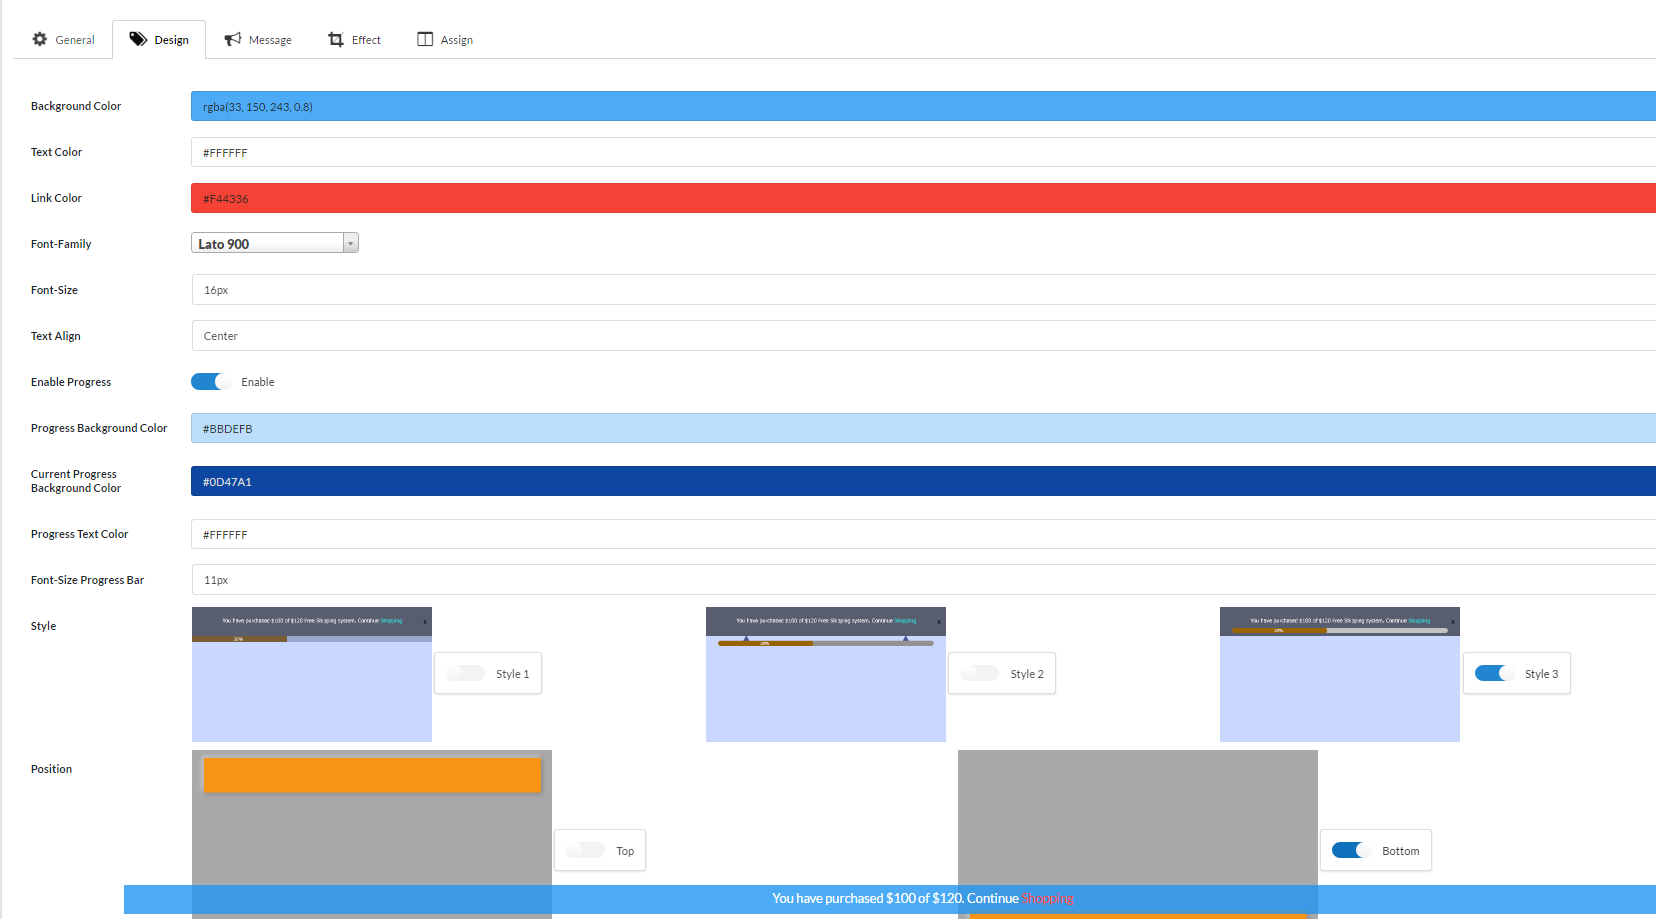 General Design Message Effect Assign
Background Color rgba(33, 150, 243, 0.8)
Text Color #FFFFFF
Link Color #F44336
Font-Family Lato 900
Font-Size 16px
Text Align Center
Enable Progress Enable
Progress Background Color #BBDEFB
Current Progress
Background Color #0D47A1
Progress Text Color #FFFFFF
Font-Size Progress Bar 11px
Style
You have purchased $100 of $120 Free Shipping system. Continue Shopping x
20%
Style 1
You have purchased $100 of $120 Free Shipping system. Continue Shopping x
20%
Style 2
You have purchased $100 of $120 Free Shipping system. Continue Shopping x
20%
Style 3
Position
Top
Bottom
You have purchased $100 of $120. Continue Shopping